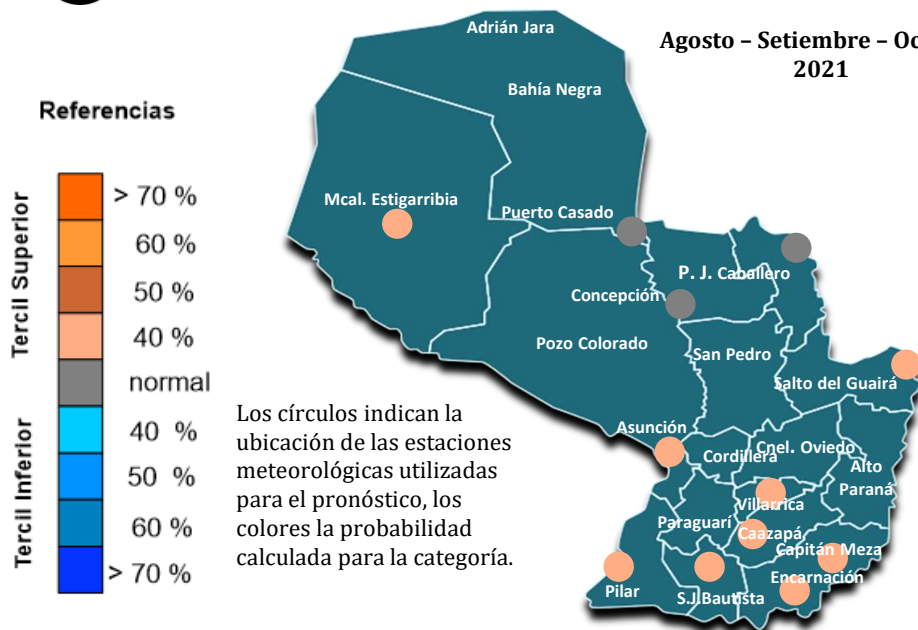 Agosto – Setiembre – Oc
2021
Referencias
Tercil Superior
> 70 %
60 %
50 %
40 %
normal
Tercil Inferior
40 %
50 %
60 %
> 70 %
Los círculos indican la
ubicación de las estaciones
meteorológicas utilizadas
para el pronóstico, los
colores la probabilidad
calculada para la categoría.
Adrián Jara
Bahía Negra
Mcal. Estigarribia
Puerto Casado
P. J. Caballero
Concepción
Pozo Colorado
San Pedro
Salto del Guairá
Asunción
Cordillera
Cnel. Oviedo
Alto
Paraná
Villarrica
Paraguarí
Caazapá
Capitán Meza
Encarnación
Pilar
S.J.Bautista